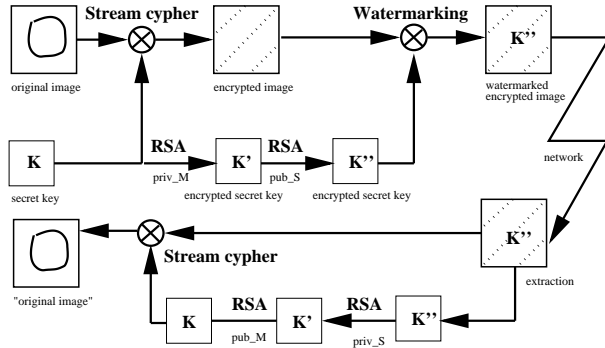 Stream cypher
Watermarking
K’’
original image
encrypted image
watermarked
encrypted image
RSA
RSA
K
K’
K’’
priv_M
pub_S
secret key
encrypted secret key
encrypted secret key
network
K’’
Stream cypher
"original image"
extraction
RSA
RSA
K
K’
K’’
pub_M
priv_S